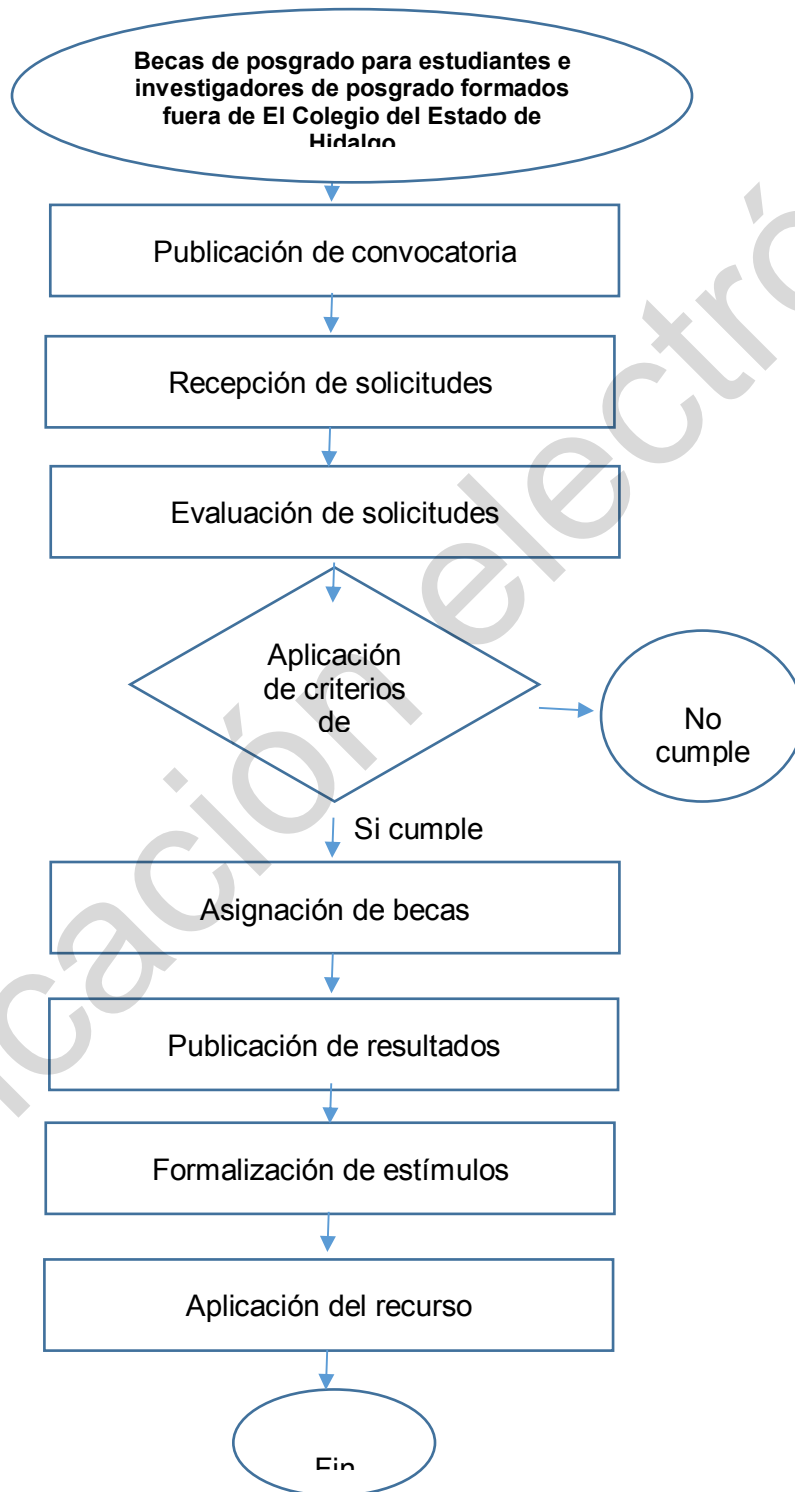 Becas de posgrado para estudiantes e
investigadores de posgrado formados
fuera de El Colegio del Estado de
Hidalgo
Publicación de convocatoria
Recepción de solicitudes
Evaluación de solicitudes
Aplicación
de criterios
de
No
cumple
Si cumple
Asignación de becas
Publicación de resultados
Formalización de estímulos
Aplicación del recurso
Fin
icación electró